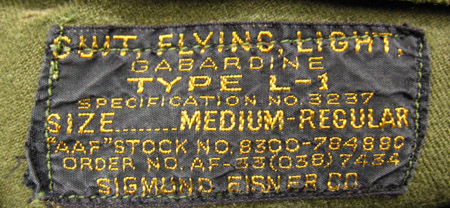 SUIT, FLYING, LIGHT,
GABARDINE
TYPE L-1
SPECIFICATION NO. 3237
SIZE.......MEDIUM-REGULAR
"AAF" STOCK NO. 8300-784880
ORDER NO. AF-33(038)7434
SIGMUND EISNER CO